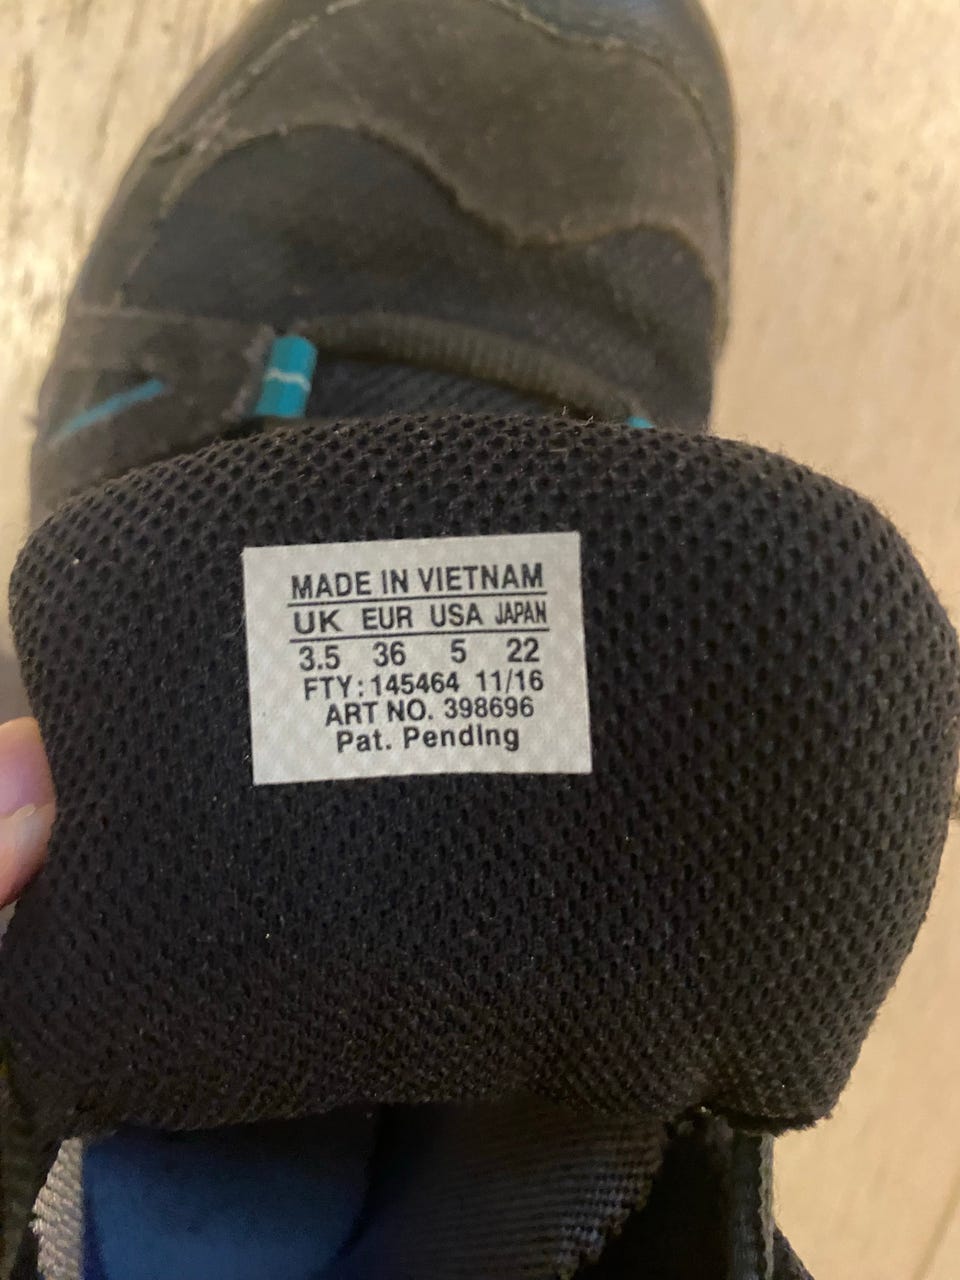 MADE IN VIETNAM
UK EUR USA JAPAN
3.5 36 5 22
FTY: 145464 11/16
ART NO. 398696
Pat. Pending